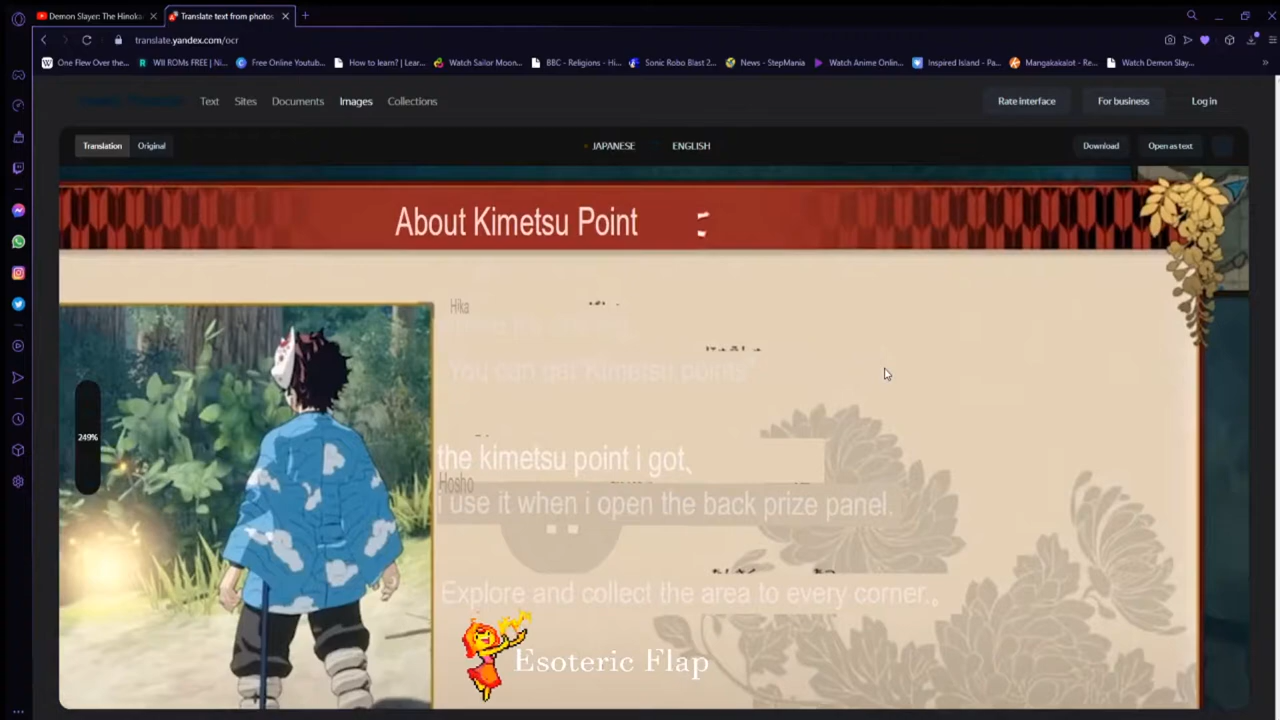 Demon Slayer: The Hinoka
Translate text from photos
translate.yandex.com/ocr
One Flew Over the...
WII ROMs FREE | Ni...
Free Online Youtub...
How to learn? | Lear...
Watch Sailor Moon...
BBC - Religions - Hi...
Sonic Robo Blast 2...
News - StepMania
Watch Anime Onlin...
Inspired Island - Pa...
Mangakakalot - Re...
Watch Demon Slay...
Text
Sites
Documents
Images
Collections
Rate interface
For business
Log in
Translation
Original
JAPANESE
ENGLISH
Download
Open as text
About Kimetsu Point
Hika
You can get Kimetsu points.
249%
the kimetsu point i got、
Hosho
i use it when i open the back prize panel.
Explore and collect the area to every corner.。
Esoteric Flap